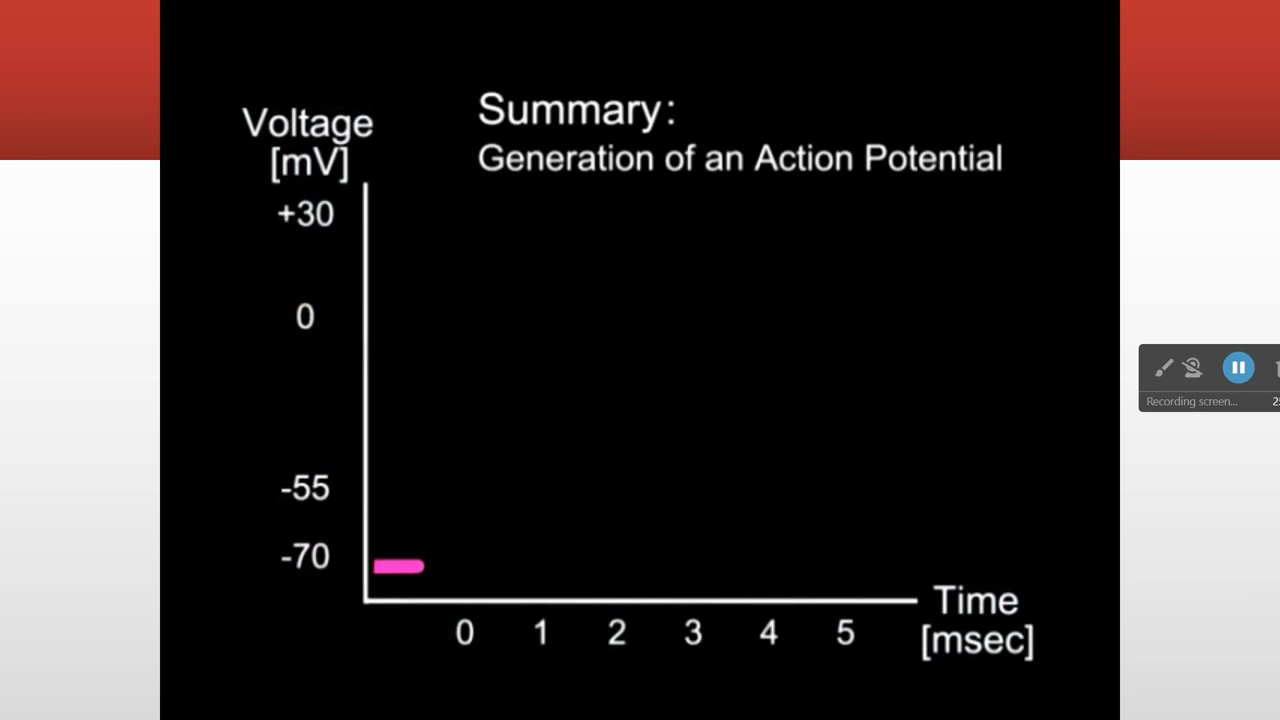 Summary:
Generation of an Action Potential
Voltage
[mV]
+30
0
-55
-70
0 1 2 3 4 5
Time
[msec]
Recording screen...